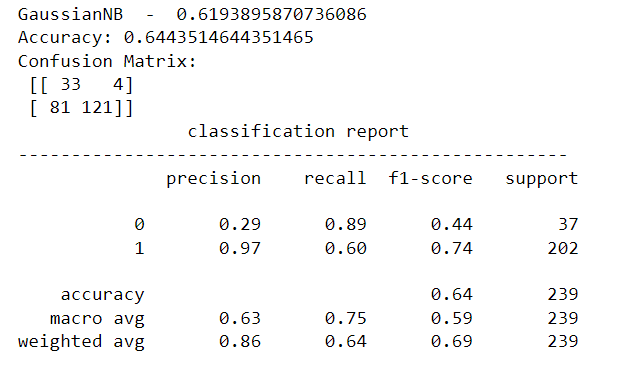 GaussianNB  -  0.6193895870736086
Accuracy: 0.6443514644351465
Confusion Matrix:
 [[ 33   4]
 [ 81 121]]
                classification report
----------------------------------------------------
              precision    recall  f1-score   support

           0       0.29      0.89      0.44        37
           1       0.97      0.60      0.74       202

    accuracy                           0.64       239
   macro avg       0.63      0.75      0.59       239
weighted avg       0.86      0.64      0.69       239